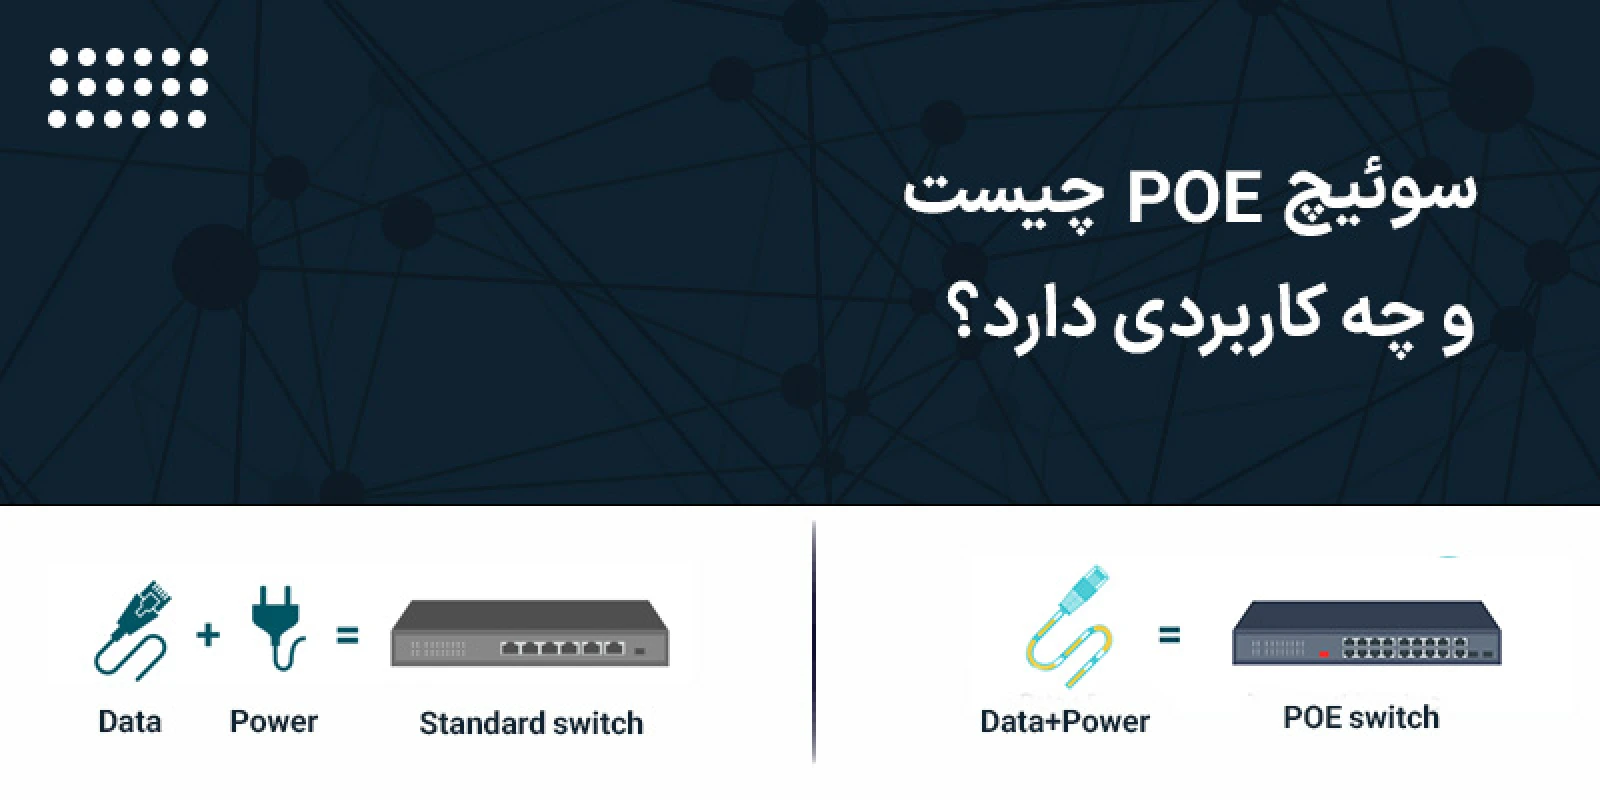 سوئیچ POE چیست
و چه کاربردی دارد؟
+ =
Data Power Standard switch
=
Data+Power POE switch